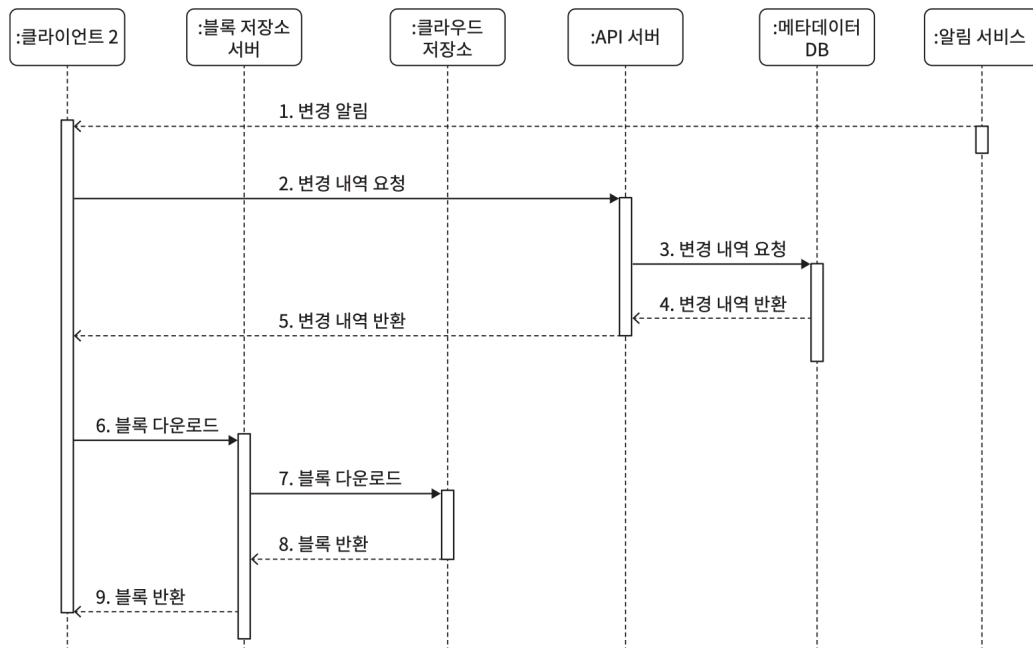 :클라이언트 2
:블록 저장소
서버
:클라우드
저장소
:API 서버
:메타데이터
DB
:알림 서비스
1. 변경 알림
2. 변경 내역 요청
3. 변경 내역 요청
4. 변경 내역 반환
5. 변경 내역 반환
6. 블록 다운로드
7. 블록 다운로드
8. 블록 반환
9. 블록 반환